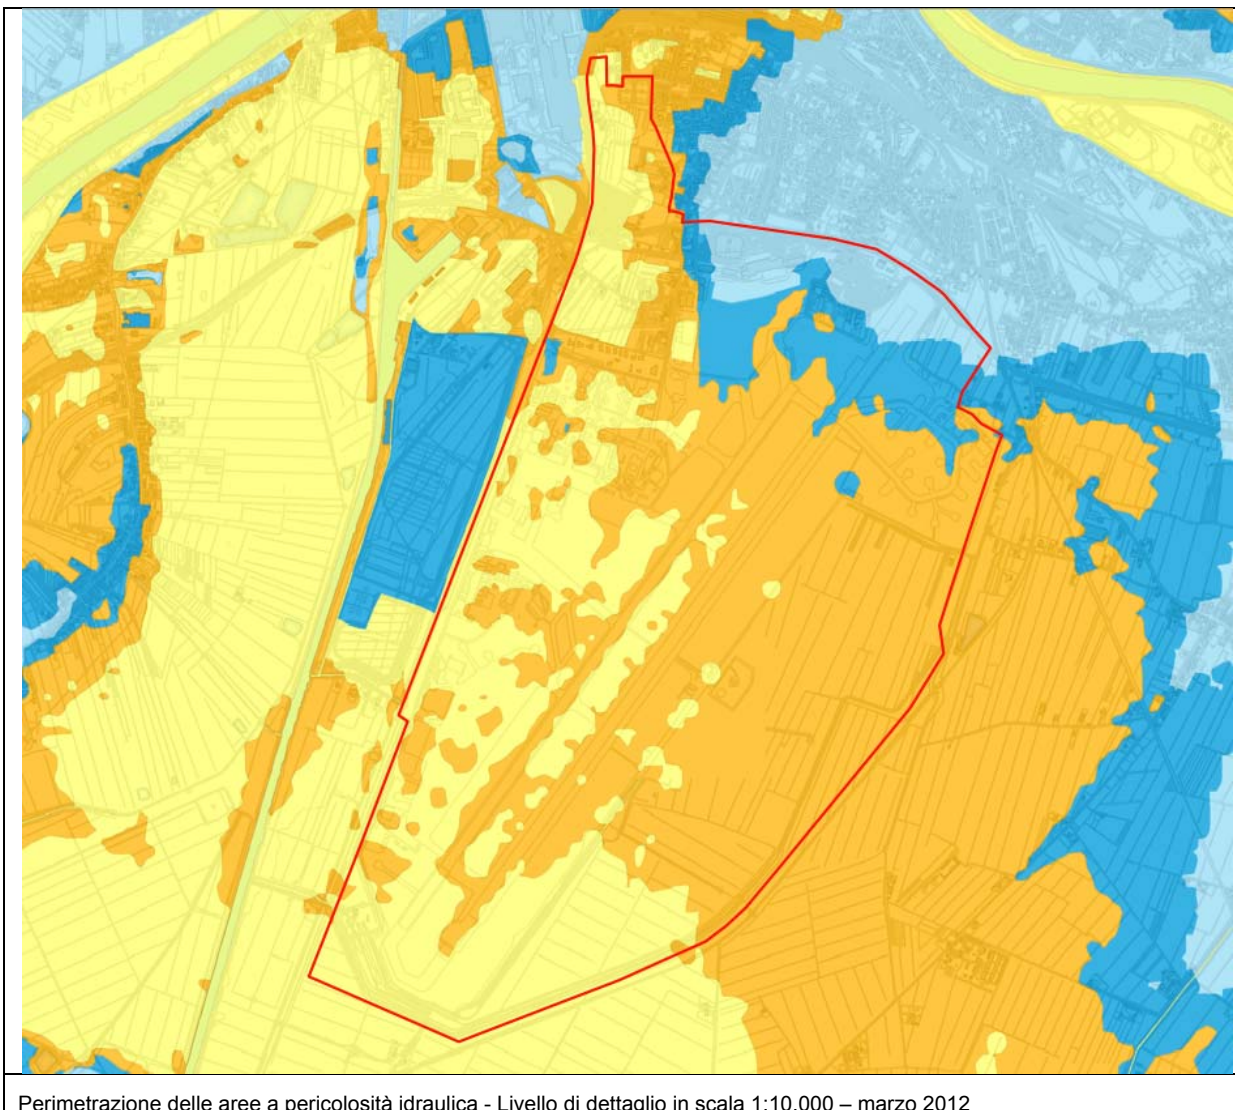 Perimetrazione delle aree a pericolosità idraulica - Livello di dettaglio in scala 1:10.000 – marzo 2012